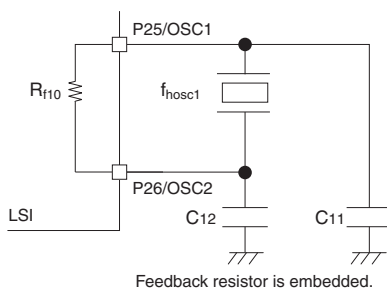 P25/OSC1
Rf10
fhosc1
P26/OSC2
LSI
C12
C11
Feedback resistor is embedded.